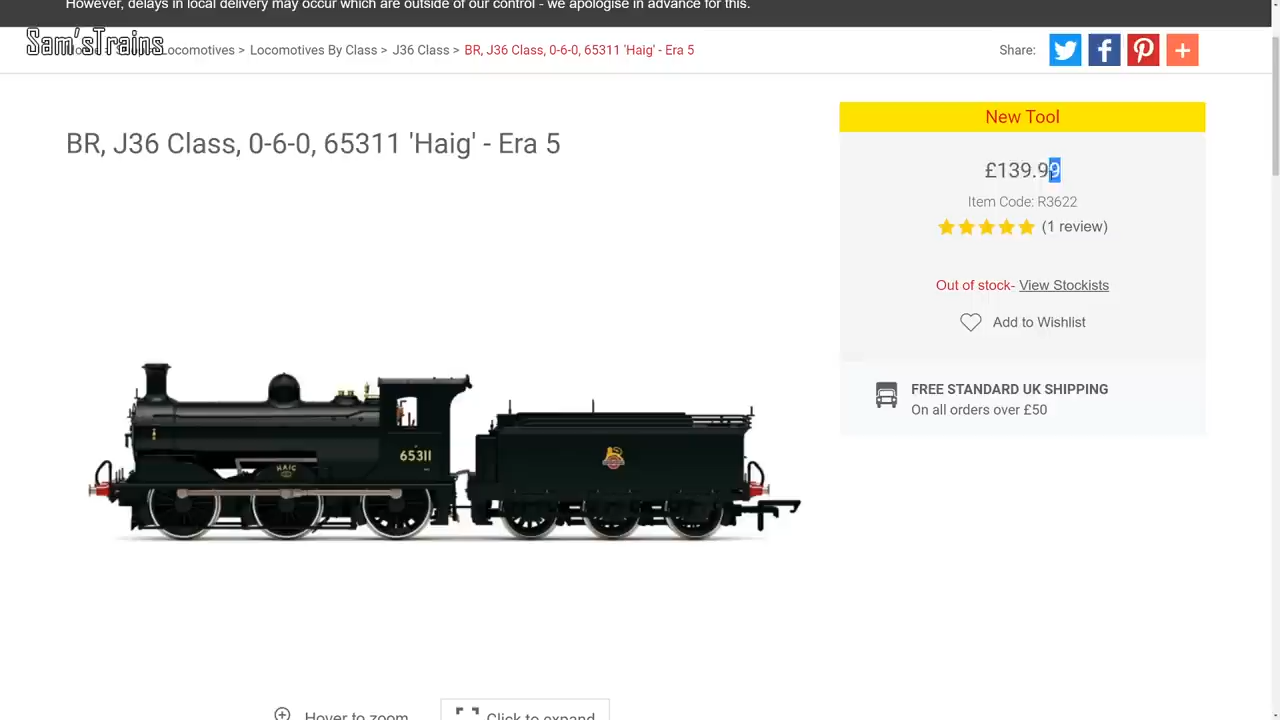 However, delays in local delivery may occur which are outside of our control - we apologise in advance for this.
Sam'sTrains
Locomotives > Locomotives By Class > J36 Class > BR, J36 Class, 0-6-0, 65311 'Haig' - Era 5
Share:
New Tool
BR, J36 Class, 0-6-0, 65311 'Haig' - Era 5
£139.99
Item Code: R3622
(1 review)
Out of stock- View Stockists
Add to Wishlist
FREE STANDARD UK SHIPPING
On all orders over £50
65311
HAIG
Hover to zoom
Click to expand